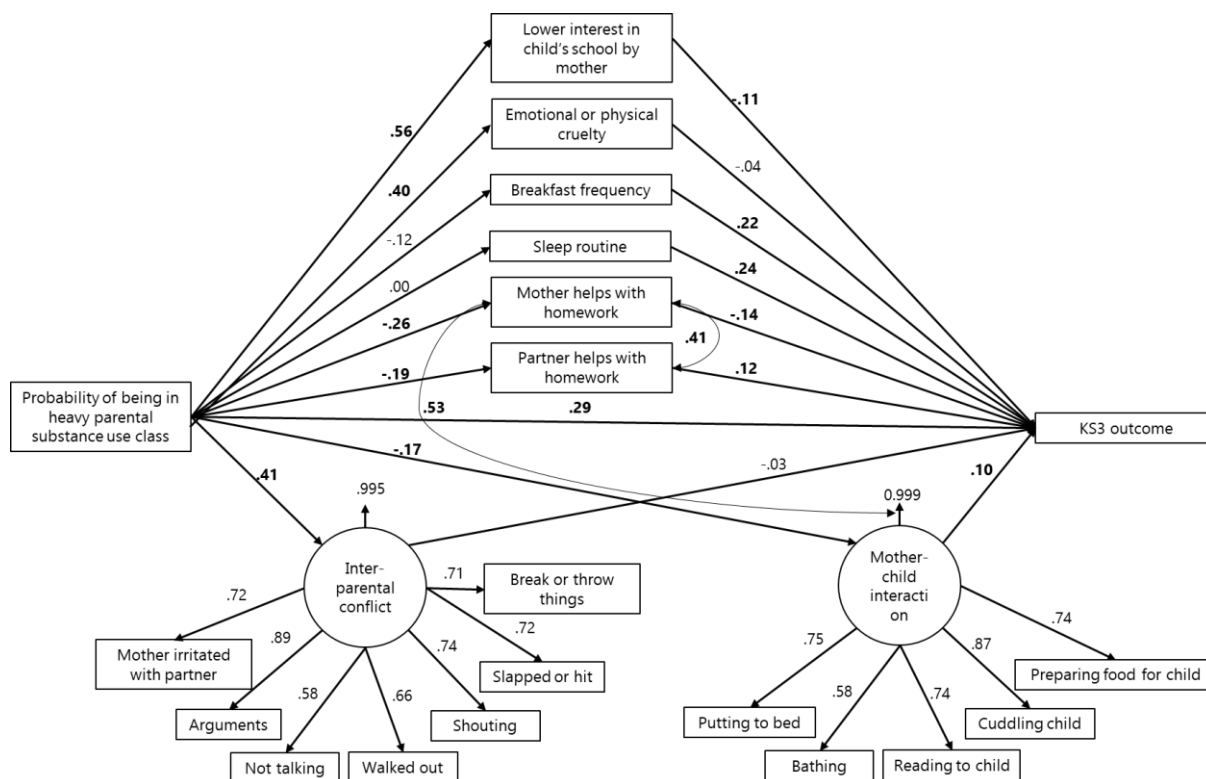 Lower interest in
child's school by
mother
-.11
Emotional or physical
cruelty
.56
-.04
.40
Breakfast frequency
.22
-.12
Sleep routine
.24
.00
Mother helps with
homework
-.26
-.14
.41
Partner helps with
homework
-.19
.12
Probability of being in
heavy parental
substance use class
.53
.29
KS3 outcome
-.17
-.03
.41
.10
.995
0.999
Inter-
parental
conflict
Mother-
child
interacti
on
.71
Break or throw
things
.72
.72
.74
Mother irritated
with partner
.89
.74
Slapped or hit
.75
.87
Preparing food for child
.58
.66
.58
.74
Arguments
Shouting
Putting to bed
Cuddling child
Not talking
Walked out
Bathing
Reading to child